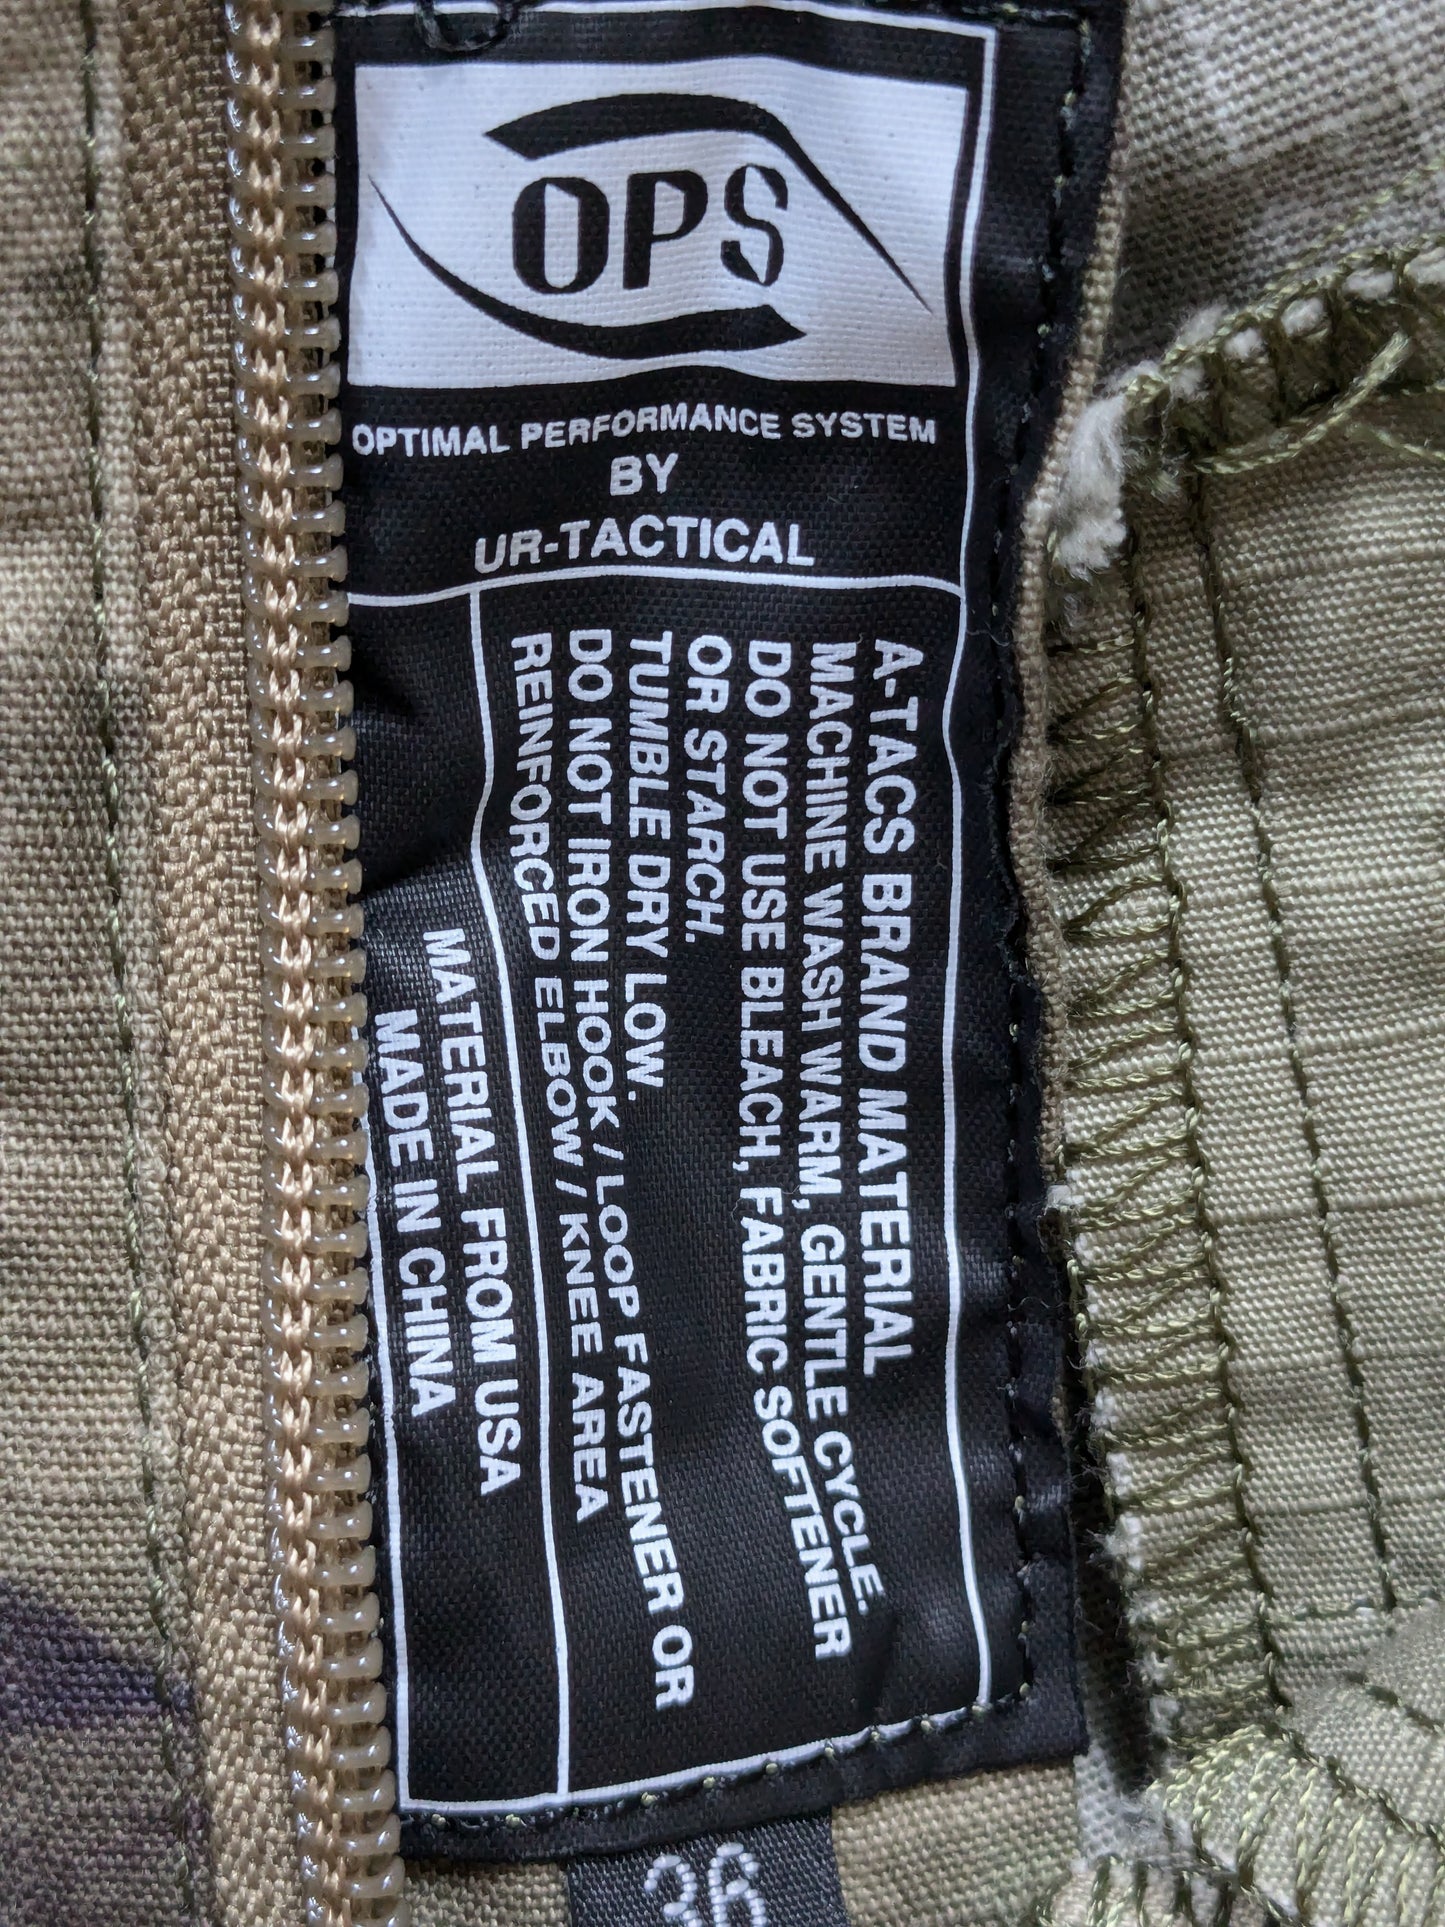 OPS
OPTIMAL PERFORMANCE SYSTEM
BY
UR-TACTICAL
A-TACS BRAND MATERIAL
MACHINE WASH WARM, GENTLE CYCLE.
DO NOT USE BLEACH, FABRIC SOFTENER
OR STARCH.
TUMBLE DRY LOW.
DO NOT IRON HOOK / LOOP FASTENER OR
REINFORCED ELBOW / KNEE AREA
MATERIAL FROM USA
MADE IN CHINA
36